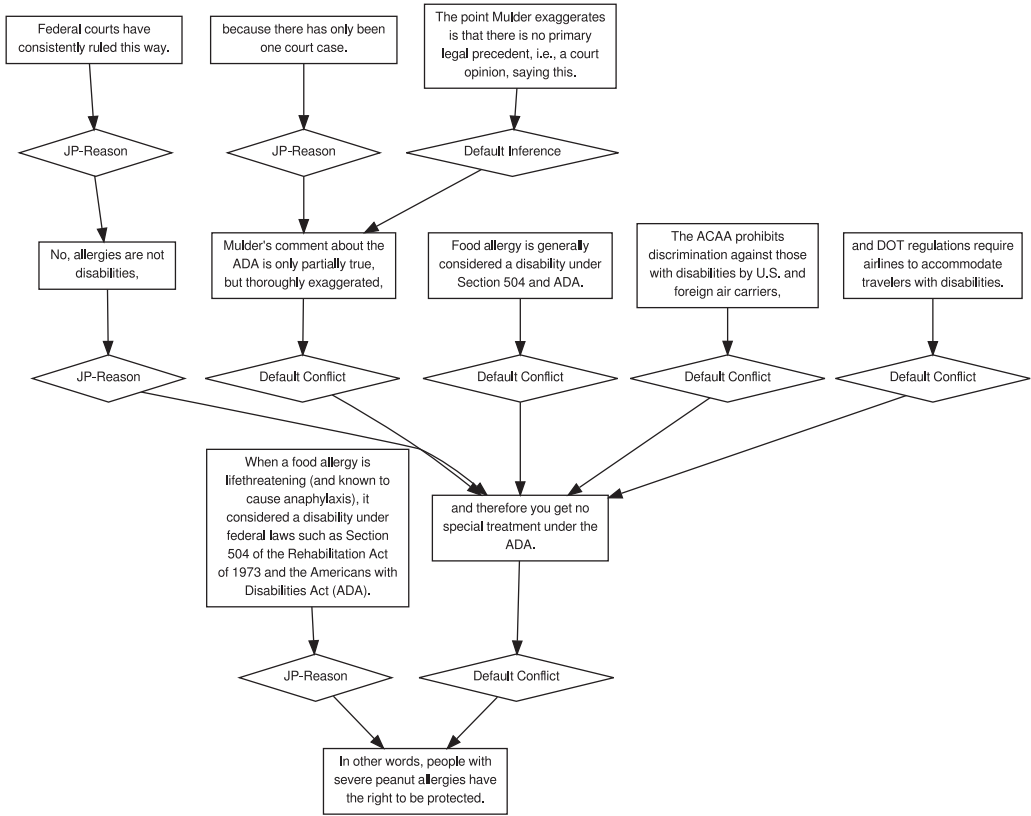 Federal courts have
consistently ruled this way.
because there has only been
one court case.
The point Mulder exaggerates
is that there is no primary
legal precedent, i.e., a court
opinion, saying this.
JP-Reason
JP-Reason
Default Inference
No, allergies are not
disabilities,
Mulder's comment about the
ADA is only partially true,
but thoroughly exaggerated,
Food allergy is generally
considered a disability under
Section 504 and ADA.
The ACAA prohibits
discrimination against those
with disabilities by U.S. and
foreign air carriers,
and DOT regulations require
airlines to accommodate
travelers with disabilities.
JP-Reason
Default Conflict
Default Conflict
Default Conflict
Default Conflict
When a food allergy is
lifethreatening (and known to
cause anaphylaxis), it
considered a disability under
federal laws such as Section
504 of the Rehabilitation Act
of 1973 and the Americans with
Disabilities Act (ADA).
and therefore you get no
special treatment under the
ADA.
JP-Reason
Default Conflict
In other words, people with
severe peanut allergies have
the right to be protected.